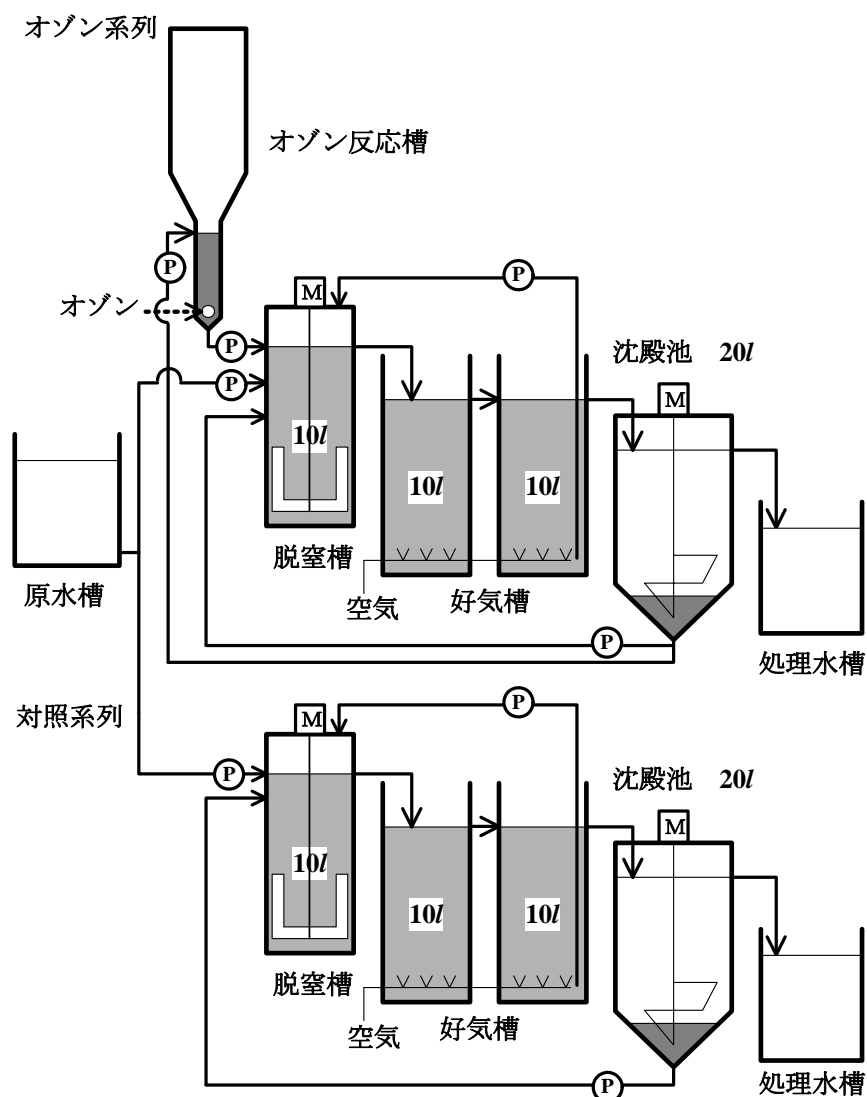 オゾン系列
オゾン反応槽
P
オゾン
P
P
M
P
沈殿池 20l
M
10l
10l
10l
原水槽
脱窒槽
空気
好気槽
P
処理水槽
対照系列
P
M
P
沈殿池 20l
M
10l
10l
10l
脱窒槽
空気
好気槽
P
処理水槽